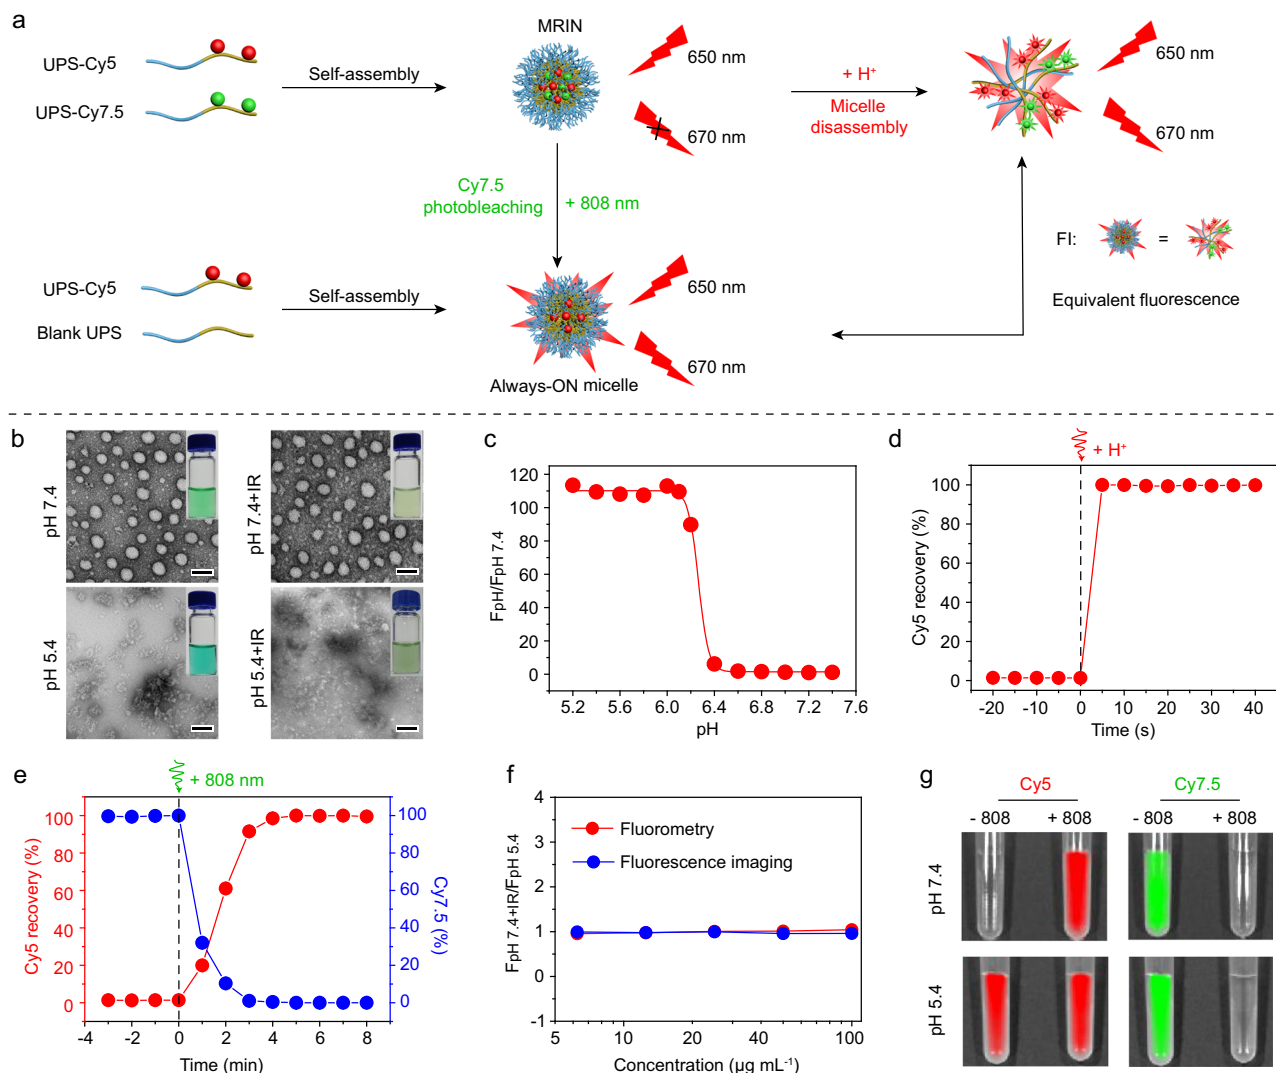 a
UPS-Cy5
UPS-Cy7.5
Self-assembly
MRIN
650 nm
670 nm
+ H⁺
Micelle
disassembly
650 nm
670 nm
Cy7.5
photobleaching
+ 808 nm
FI:
=
Equivalent fluorescence
UPS-Cy5
Blank UPS
Self-assembly
650 nm
670 nm
Always-ON micelle
b
pH 7.4
pH 7.4+IR
pH 5.4
pH 5.4+IR
c
FpH/FpH 7.4
120
100
80
60
40
20
0
5.2 5.6 6.0 6.4 6.8 7.2 7.6
pH
d
+ H⁺
Cy5 recovery (%)
100
80
60
40
20
0
-20 -10 0 10 20 30 40
Time (s)
e
+ 808 nm
Cy5 recovery (%)
100
80
60
40
20
0
Cy7.5 (%)
100
80
60
40
20
0
-4 -2 0 2 4 6 8
Time (min)
f
FpH 7.4+IR/FpH 5.4
4
3
2
1
0
-1
Fluorometry
Fluorescence imaging
5 10 20 40 60 100
Concentration (µg mL⁻¹)
g
Cy5 Cy7.5
- 808 + 808 - 808 + 808
pH 7.4
pH 5.4